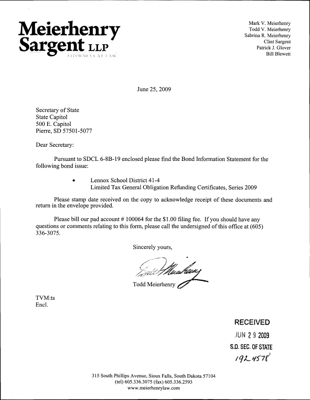 Meierhenry
Sargent LLP
ATTORNEYS AT LAW
Mark V. Meierhenry
Todd V. Meierhenry
Sabrina R. Meierhenry
Clint Sargent
Patrick J. Glover
Bill Blewett
June 25, 2009
Secretary of State
State Capitol
500 E. Capitol
Pierre, SD 57501-5077
Dear Secretary:
Pursuant to SDCL 6-8B-19 enclosed please find the Bond Information Statement for the
following bond issue:
• Lennox School District 41-4
Limited Tax General Obligation Refunding Certificates, Series 2009
Please stamp date received on the copy to acknowledge receipt of these documents and
return in the envelope provided.
Please bill our pad account # 100064 for the $1.00 filing fee. If you should have any
questions or comments relating to this form, please call the undersigned of this office at (605)
336-3075.
Sincerely yours,
Todd Meierhenry
Todd Meierhenry
TVM:ts
Encl.
RECEIVED
JUN 29 2009
S.D. SEC. OF STATE
1924578
315 South Phillips Avenue, Sioux Falls, South Dakota 57104
(tel) 605.336.3075 (fax) 605.336.2593
www.meierhenrylaw.com